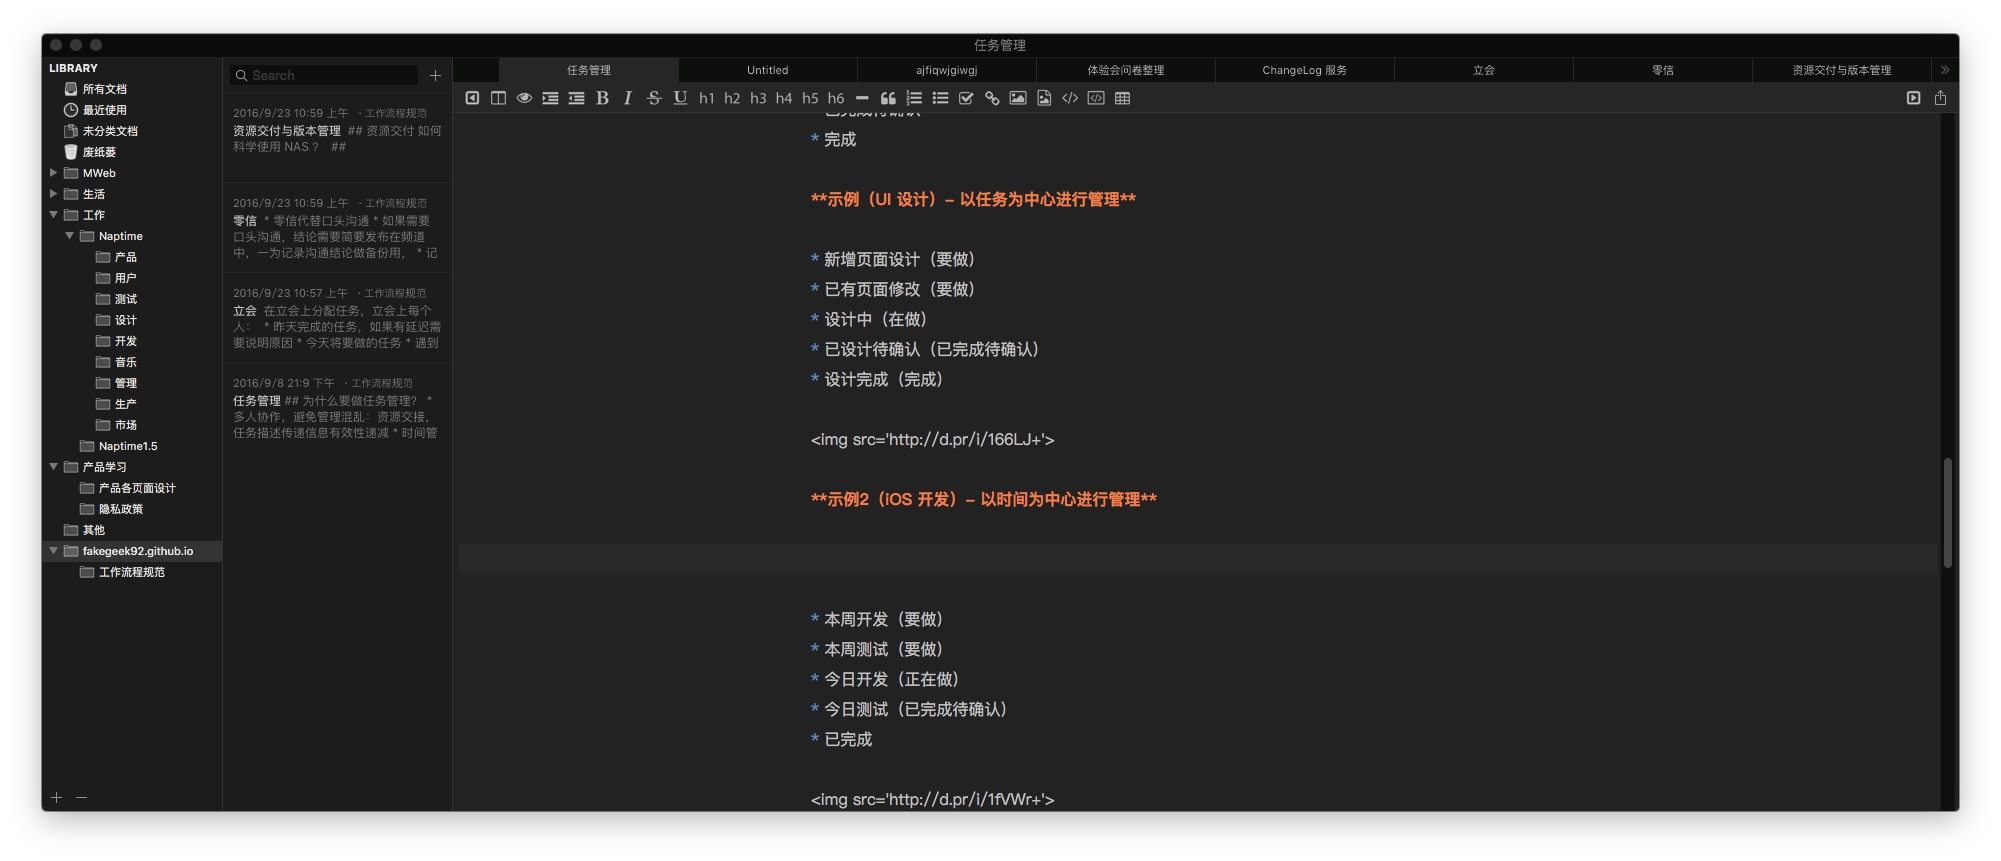 任务管理
LIBRARY
所有文档
最近使用
未分类文档
废纸篓
MWeb
生活
工作
Naptime
产品
用户
测试
设计
开发
音乐
管理
生产
市场
Naptime1.5
产品学习
产品各页面设计
隐私政策
其他
fakegeek92.github.io
工作流程规范
Search
2016/9/23 10:59 上午 · 工作流程规范
资源交付与版本管理 ## 资源交付 如何
科学使用 NAS？ ##
2016/9/23 10:59 上午 · 工作流程规范
零信 * 零信代替口头沟通 * 如果需要
口头沟通，结论需要简要发布在频道
中，一为记录沟通结论做备份用， * 记
2016/9/23 10:57 上午 · 工作流程规范
立会 在立会上分配任务，立会上每个
人： * 昨天完成的任务，如果有延迟需
要说明原因 * 今天将要做的任务 * 遇到
2016/9/8 21:9 下午 · 工作流程规范
任务管理 ## 为什么要做任务管理？ *
多人协作，避免管理混乱：资源交接，
任务描述传递信息有效性递减 * 时间管
任务管理 Untitled ajfiqwjgiwgj 体验会问卷整理 ChangeLog 服务 立会 零信 资源交付与版本管理
B I S U h1 h2 h3 h4 h5 h6
* 已完成待确认
* 完成
**示例（UI 设计）- 以任务为中心进行管理**
* 新增页面设计（要做）
* 已有页面修改（要做）
* 设计中（在做）
* 已设计待确认（已完成待确认）
* 设计完成（完成）
<img src='http://d.pr/i/166LJ+'>
**示例2（iOS 开发）- 以时间为中心进行管理**
* 本周开发（要做）
* 本周测试（要做）
* 今日开发（正在做）
* 今日测试（已完成待确认）
* 已完成
<img src='http://d.pr/i/1fVWr+'>